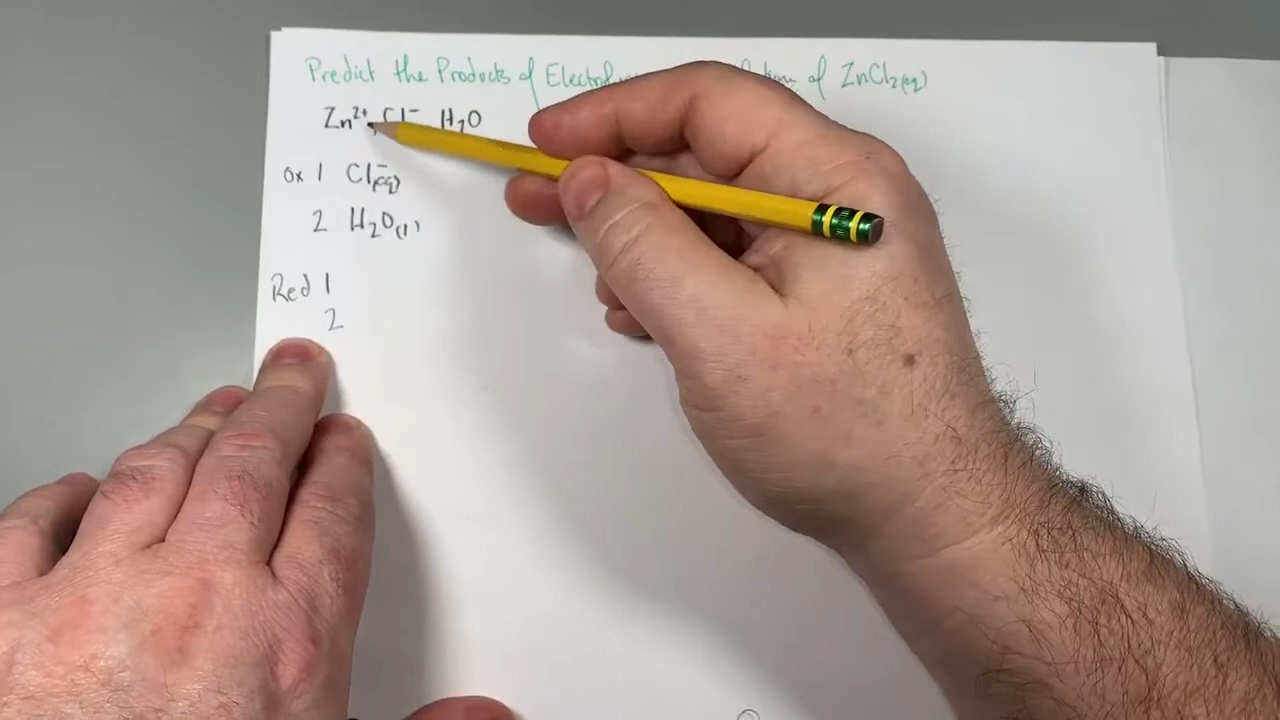 Predict the Products of of ZnCl₂(aq)
Zn²⁺, Cl⁻ H₂O
Ox 1 Cl⁻(aq)
2 H₂O(l)
Red 1
2